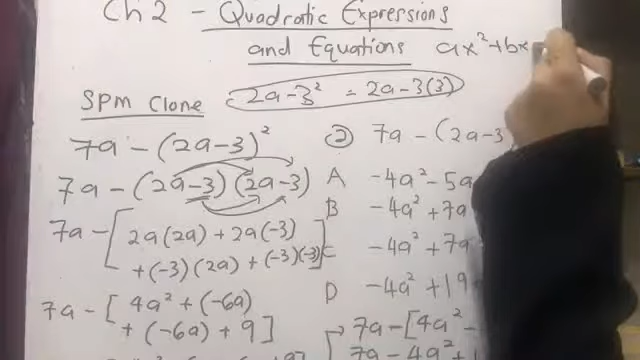 Ch 2 - Quadratic Expressions
and Equations ax² + bx
SPM Clone 2a-3² = 2a-3(3)
7a - (2a-3)²
7a - (2a-3)(2a-3)
7a - [2a(2a) + 2a(-3)
+(-3)(2a) + (-3)(-3)]
7a - [4a² + (-6a)
+ (-6a) + 9]
② 7a - (2a-3
A -4a² - 5a
B -4a² + 7a
C -4a² + 7a
D -4a² + 19
→ 7a - [4a² -
7a - 4a² +